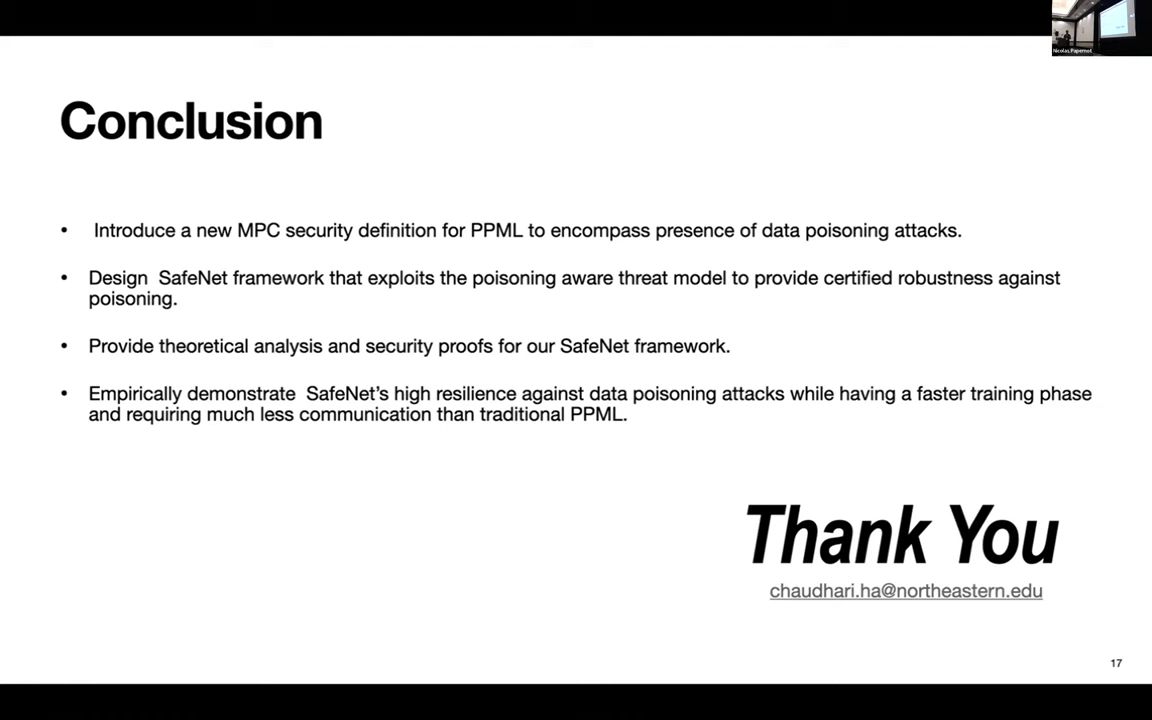 Nicolas Papernot
Conclusion
• Introduce a new MPC security definition for PPML to encompass presence of data poisoning attacks.
• Design SafeNet framework that exploits the poisoning aware threat model to provide certified robustness against
poisoning.
• Provide theoretical analysis and security proofs for our SafeNet framework.
• Empirically demonstrate SafeNet’s high resilience against data poisoning attacks while having a faster training phase
and requiring much less communication than traditional PPML.
Thank You
chaudhari.ha@northeastern.edu
17